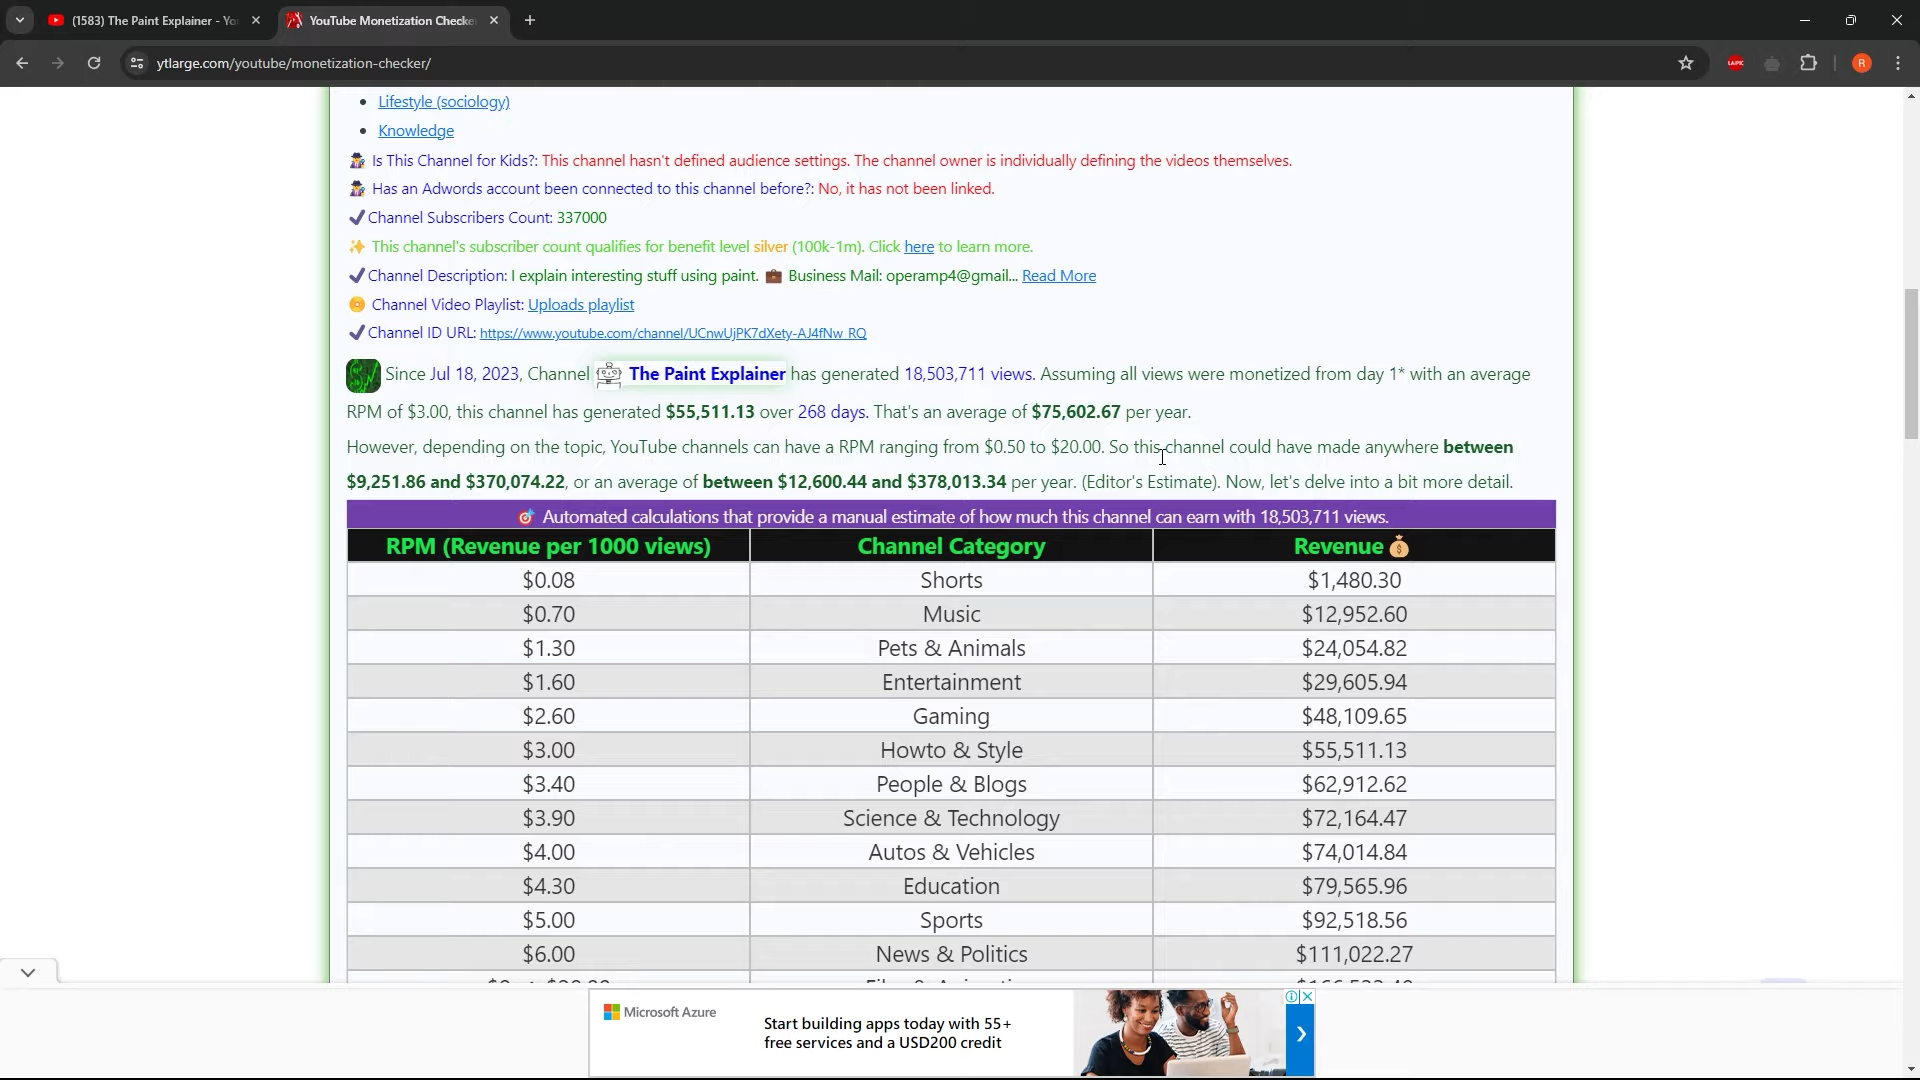 (1583) The Paint Explainer - Yo
YouTube Monetization Checke
ytlarge.com/youtube/monetization-checker/
R
Lifestyle (sociology)
Knowledge
Is This Channel for Kids?: This channel hasn't defined audience settings. The channel owner is individually defining the videos themselves.
Has an Adwords account been connected to this channel before?: No, it has not been linked.
Channel Subscribers Count: 337000
This channel's subscriber count qualifies for benefit level silver (100k-1m). Click here to learn more.
Channel Description: I explain interesting stuff using paint. 💼 Business Mail: operamp4@gmail... Read More
Channel Video Playlist: Uploads playlist
Channel ID URL: https://www.youtube.com/channel/UCnwUjPK7dXety-AJ4fNw_RQ
Since Jul 18, 2023, Channel The Paint Explainer has generated 18,503,711 views. Assuming all views were monetized from day 1* with an average
RPM of $3.00, this channel has generated $55,511.13 over 268 days. That's an average of $75,602.67 per year.
However, depending on the topic, YouTube channels can have a RPM ranging from $0.50 to $20.00. So this channel could have made anywhere between
$9,251.86 and $370,074.22, or an average of between $12,600.44 and $378,013.34 per year. (Editor's Estimate). Now, let's delve into a bit more detail.
Automated calculations that provide a manual estimate of how much this channel can earn with 18,503,711 views.
RPM (Revenue per 1000 views) Channel Category Revenue
$0.08 Shorts $1,480.30
$0.70 Music $12,952.60
$1.30 Pets & Animals $24,054.82
$1.60 Entertainment $29,605.94
$2.60 Gaming $48,109.65
$3.00 Howto & Style $55,511.13
$3.40 People & Blogs $62,912.62
$3.90 Science & Technology $72,164.47
$4.00 Autos & Vehicles $74,014.84
$4.30 Education $79,565.96
$5.00 Sports $92,518.56
$6.00 News & Politics $111,022.27
Microsoft Azure
Start building apps today with 55+
free services and a USD200 credit